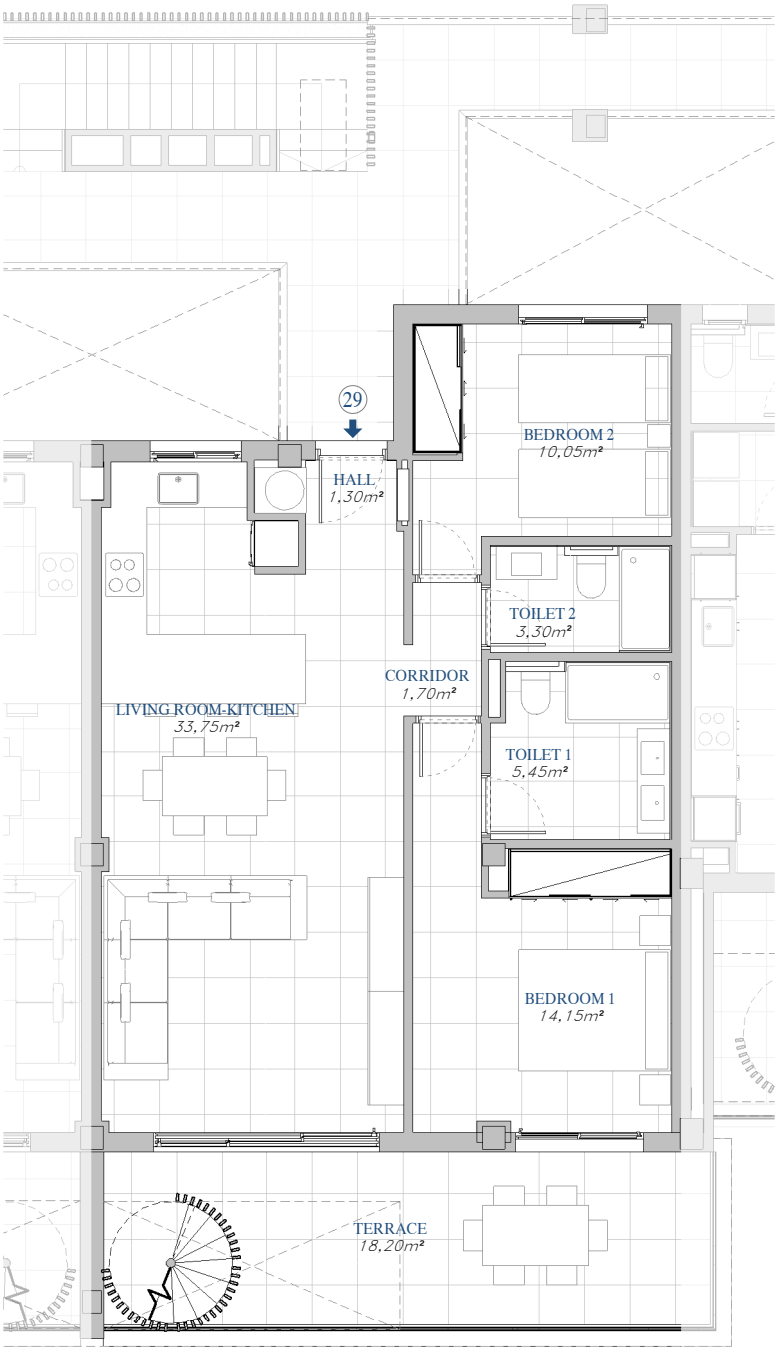 29
BEDROOM 2
10,05m²
HALL
1,30m²
TOILET 2
3,30m²
CORRIDOR
1,70m²
LIVING ROOM-KITCHEN
33,75m²
TOILET 1
5,45m²
BEDROOM 1
14,15m²
TERRACE
18,20m²